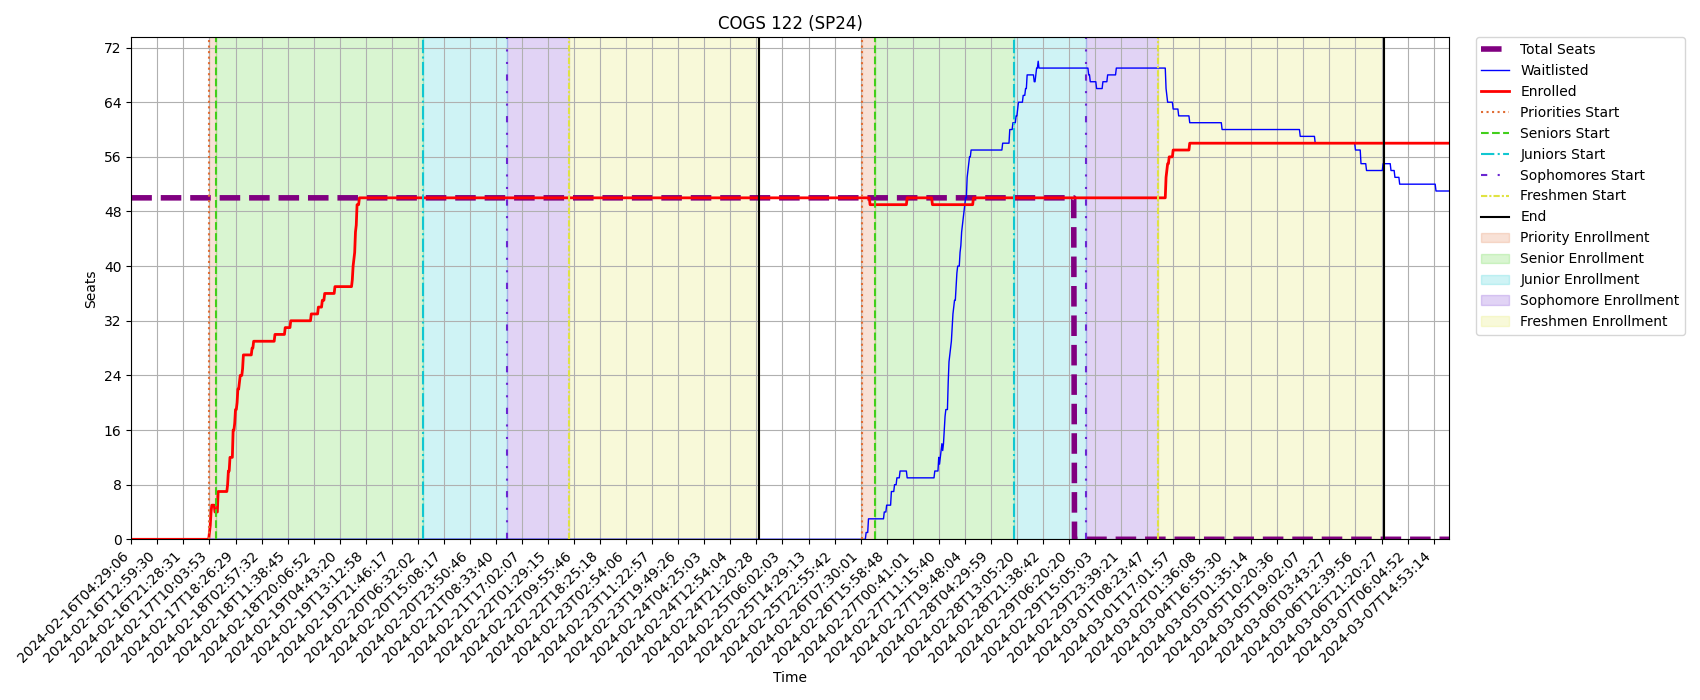 COGS 122 (SP24)
72
64
56
48
40
32
24
16
8
0
Seats
2024-02-16T04:29:06
2024-02-16T12:59:30
2024-02-16T21:28:31
2024-02-17T10:03:53
2024-02-17T18:26:29
2024-02-18T02:57:32
2024-02-18T11:38:45
2024-02-18T20:06:52
2024-02-19T04:43:20
2024-02-19T13:12:58
2024-02-19T21:46:17
2024-02-20T06:32:02
2024-02-20T15:08:17
2024-02-20T23:50:46
2024-02-21T08:33:40
2024-02-21T17:02:07
2024-02-22T01:29:15
2024-02-22T09:55:46
2024-02-22T18:25:18
2024-02-23T02:54:06
2024-02-23T11:22:57
2024-02-23T19:49:26
2024-02-24T04:25:03
2024-02-24T12:54:04
2024-02-24T21:20:28
2024-02-25T06:02:03
2024-02-25T14:29:13
2024-02-25T22:55:42
2024-02-26T07:30:01
2024-02-26T15:58:48
2024-02-27T00:41:01
2024-02-27T11:15:40
2024-02-27T19:48:04
2024-02-28T04:29:59
2024-02-28T13:05:20
2024-02-28T21:38:42
2024-02-29T06:20:20
2024-02-29T15:05:03
2024-02-29T23:39:21
2024-03-01T08:23:47
2024-03-01T17:01:57
2024-03-02T01:36:08
2024-03-04T16:55:30
2024-03-05T01:35:14
2024-03-05T10:20:36
2024-03-05T19:02:07
2024-03-06T03:43:27
2024-03-06T12:39:56
2024-03-06T21:20:27
2024-03-07T06:04:52
2024-03-07T14:53:14
Time
Total Seats
Waitlisted
Enrolled
Priorities Start
Seniors Start
Juniors Start
Sophomores Start
Freshmen Start
End
Priority Enrollment
Senior Enrollment
Junior Enrollment
Sophomore Enrollment
Freshmen Enrollment